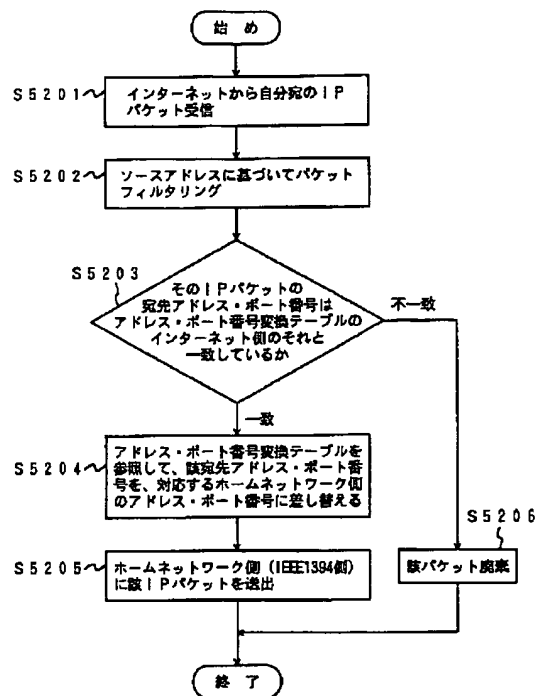 始め
S5201
インターネットから自分宛のIP
パケット受信
S5202
ソースアドレスに基づいてパケット
フィルタリング
S5203
そのIPパケットの
宛先アドレス・ポート番号は
アドレス・ポート番号変換テーブルの
インターネット側のそれと
一致しているか
不一致
一致
S5204
アドレス・ポート番号変換テーブルを
参照して、該宛先アドレス・ポート番
号を、対応するホームネットワーク側
のアドレス・ポート番号に差し替える
S5206
該パケット廃棄
S5205
ホームネットワーク側(IEEE1394側)
に該IPパケットを送出
終了